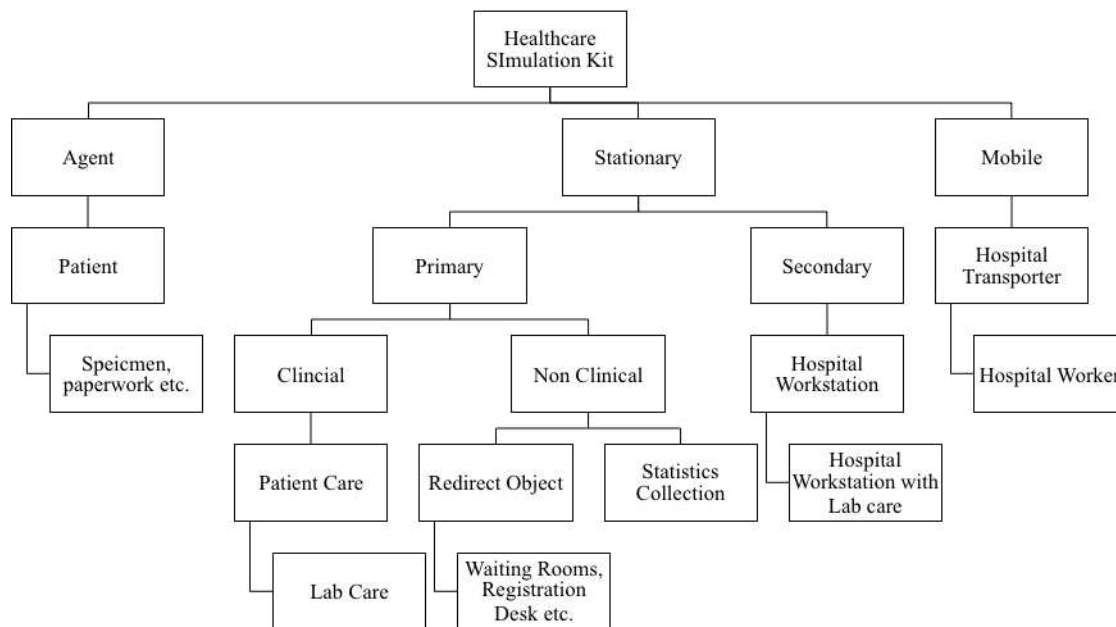 Healthcare
SImulation Kit
Agent
Stationary
Mobile
Patient
Primary
Secondary
Hospital
Transporter
Speicmen,
paperwork etc.
Clincial
Non Clinical
Hospital
Workstation
Hospital Worker
Patient Care
Redirect Object
Statistics
Collection
Hospital
Workstation with
Lab care
Lab Care
Waiting Rooms,
Registration
Desk etc.